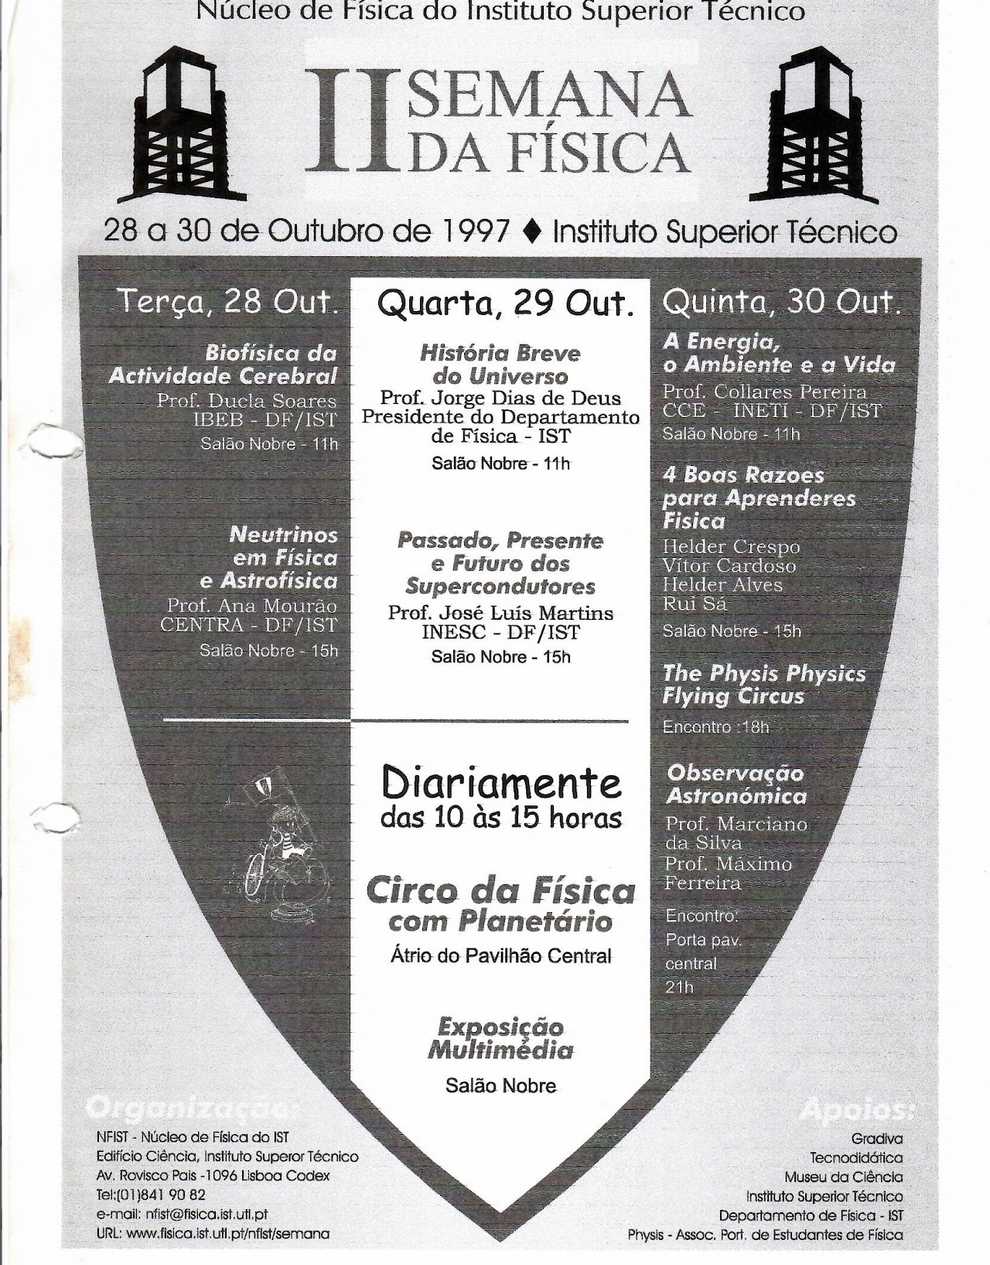 Núcleo de Física do Instituto Superior Técnico
II SEMANA
DA FÍSICA
28 a 30 de Outubro de 1997 ♦ Instituto Superior Técnico
Terça, 28 Out.
Biofísica da
Actividade Cerebral
Prof. Ducla Soares
IBEB - DF/IST
Salão Nobre - 11h
Neutrinos
em Física
e Astrofísica
Prof. Ana Mourão
CENTRA - DF/IST
Salão Nobre - 15h
Quarta, 29 Out.
História Breve
do Universo
Prof. Jorge Dias de Deus
Presidente do Departamento
de Física - IST
Salão Nobre - 11h
Passado, Presente
e Futuro dos
Supercondutores
Prof. José Luís Martins
INESC - DF/IST
Salão Nobre - 15h
Quinta, 30 Out.
A Energia,
o Ambiente e a Vida
Prof. Collares Pereira
CCE - INETI - DF/IST
Salão Nobre - 11h
4 Boas Razoes
para Aprenderes
Fisica
Helder Crespo
Vítor Cardoso
Helder Alves
Rui Sá
Salão Nobre - 15h
The Physis Physics
Flying Circus
Encontro :18h
Observação
Astronómica
Prof. Marciano
da Silva
Prof. Máximo
Ferreira
Encontro:
Porta pav.
central
21h
Diariamente
das 10 às 15 horas
Circo da Física
com Planetário
Átrio do Pavilhão Central
Exposição
Multimédia
Salão Nobre
Organização:
NFIST - Núcleo de Física do IST
Edifício Ciência, Instituto Superor Técnico
Av. Rovisco Pais -1096 Lisboa Codex
Tel:(01)841 90 82
e-mail: nfist@fisica.ist.utl.pt
URL: www.fisica.ist.utl.pt/nfist/semana
Apoios:
Gradiva
Tecnodidática
Museu da Ciência
Instituto Superior Técnico
Departamento de Física - IST
Physis - Assoc. Port. de Estudantes de Física